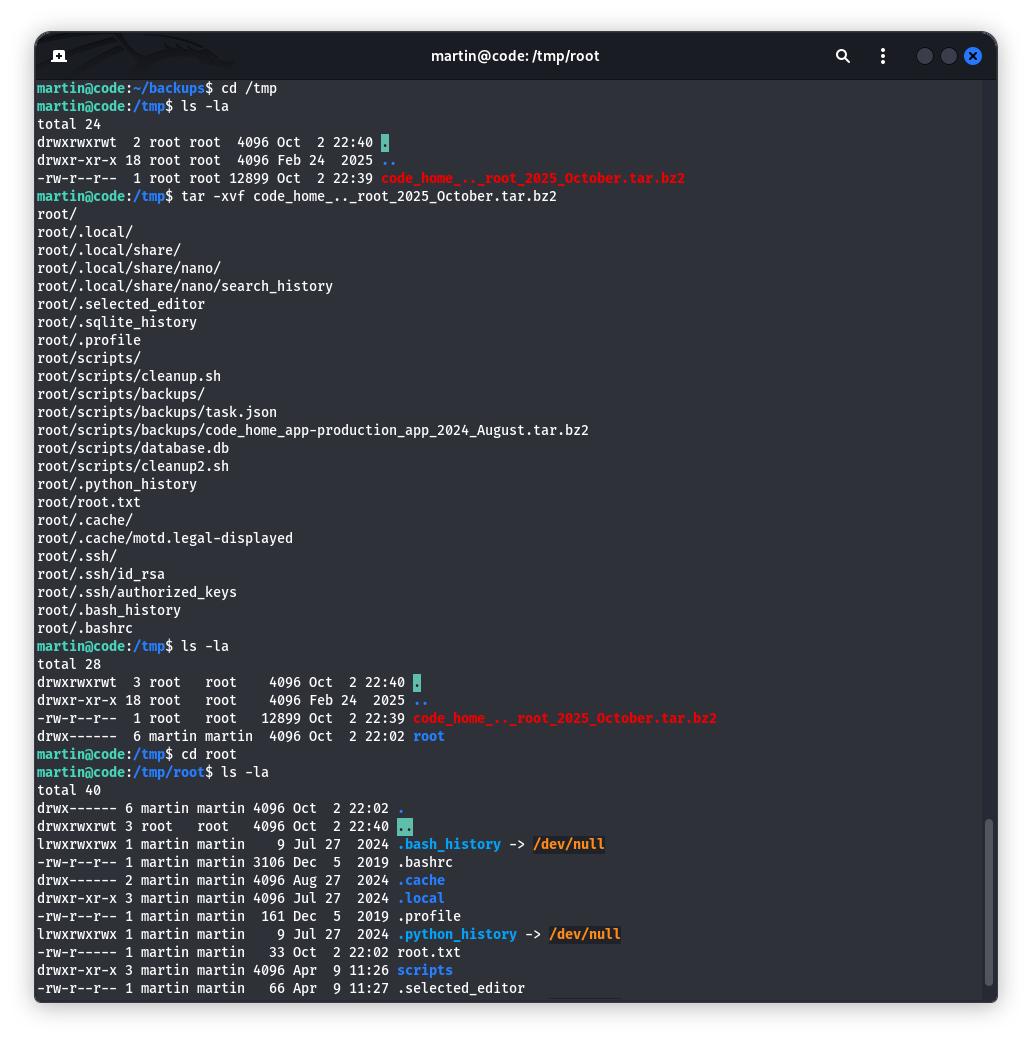 martin@code: /tmp/root
martin@code:~/backups$ cd /tmp
martin@code:/tmp$ ls -la
total 24
drwxrwxrwt  2 root root  4096 Oct  2 22:40 .
drwxr-xr-x 18 root root  4096 Feb 24  2025 ..
-rw-r--r--  1 root root 12899 Oct  2 22:39 code_home_.._root_2025_October.tar.bz2
martin@code:/tmp$ tar -xvf code_home_.._root_2025_October.tar.bz2
root/
root/.local/
root/.local/share/
root/.local/share/nano/
root/.local/share/nano/search_history
root/.selected_editor
root/.sqlite_history
root/.profile
root/scripts/
root/scripts/cleanup.sh
root/scripts/backups/
root/scripts/backups/task.json
root/scripts/backups/code_home_app-production_app_2024_August.tar.bz2
root/scripts/database.db
root/scripts/cleanup2.sh
root/.python_history
root/root.txt
root/.cache/
root/.cache/motd.legal-displayed
root/.ssh/
root/.ssh/id_rsa
root/.ssh/authorized_keys
root/.bash_history
root/.bashrc
martin@code:/tmp$ ls -la
total 28
drwxrwxrwt  3 root   root    4096 Oct  2 22:40 .
drwxr-xr-x 18 root   root    4096 Feb 24  2025 ..
-rw-r--r--  1 root   root   12899 Oct  2 22:39 code_home_.._root_2025_October.tar.bz2
drwx------  6 martin martin  4096 Oct  2 22:02 root
martin@code:/tmp$ cd root
martin@code:/tmp/root$ ls -la
total 40
drwx------ 6 martin martin 4096 Oct  2 22:02 .
drwxrwxrwt 3 root   root   4096 Oct  2 22:40 ..
lrwxrwxrwx 1 martin martin    9 Jul 27  2024 .bash_history -> /dev/null
-rw-r--r-- 1 martin martin 3106 Dec  5  2019 .bashrc
drwx------ 2 martin martin 4096 Aug 27  2024 .cache
drwxr-xr-x 3 martin martin 4096 Jul 27  2024 .local
-rw-r--r-- 1 martin martin  161 Dec  5  2019 .profile
lrwxrwxrwx 1 martin martin    9 Jul 27  2024 .python_history -> /dev/null
-rw-r----- 1 martin martin   33 Oct  2 22:02 root.txt
drwxr-xr-x 3 martin martin 4096 Apr  9 11:26 scripts
-rw-r--r-- 1 martin martin   66 Apr  9 11:27 .selected_editor